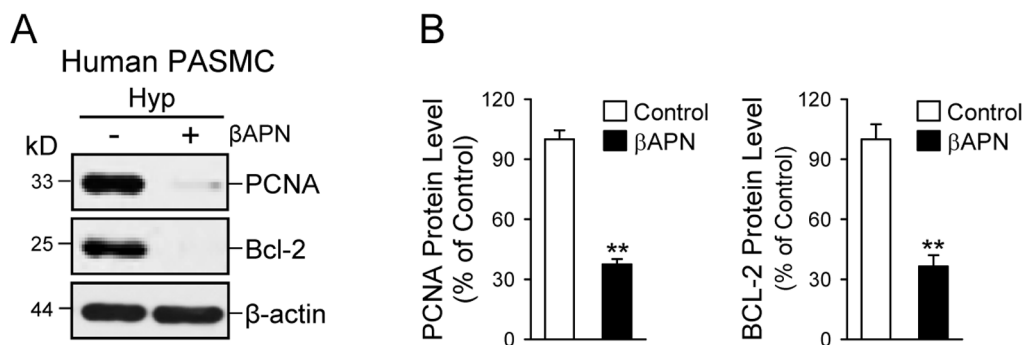 A
Human PASMC
Hyp
- + βAPN
kD
33 PCNA
25 Bcl-2
44 β-actin
B
PCNA Protein Level
(% of Control)
120
90
60
30
0
Control
βAPN
**
BCL-2 Protein Level
(% of Control)
120
90
60
30
0
Control
βAPN
**